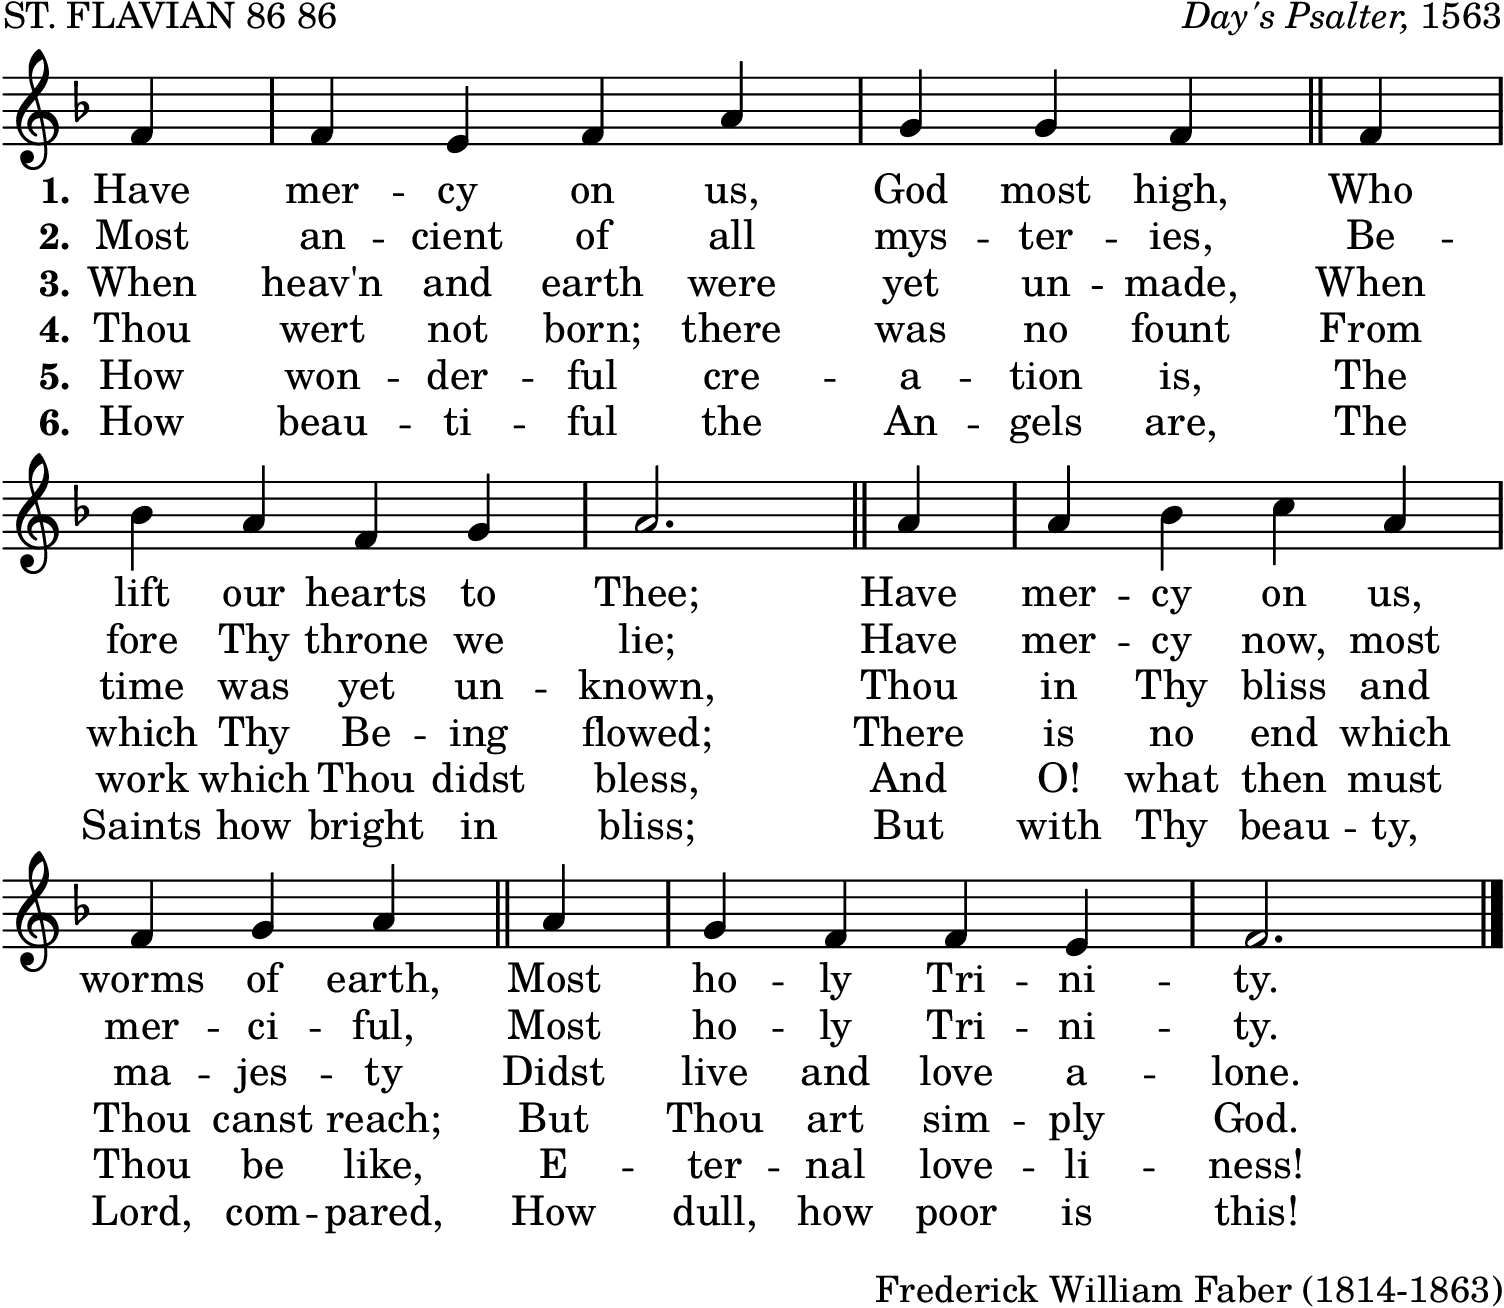 ST. FLAVIAN 86 86 Day's Psalter, 1563
1. Have mer -- cy on us, God most high, Who
2. Most an -- cient of all mys -- ter -- ies, Be --
3. When heav'n and earth were yet un -- made, When
4. Thou wert not born; there was no fount From
5. How won -- der -- ful cre -- a -- tion is, The
6. How beau -- ti -- ful the An -- gels are, The
lift our hearts to Thee; Have mer -- cy on us,
fore Thy throne we lie; Have mer -- cy now, most
time was yet un -- known, Thou in Thy bliss and
which Thy Be -- ing flowed; There is no end which
work which Thou didst bless, And O! what then must
Saints how bright in bliss; But with Thy beau -- ty,
worms of earth, Most ho -- ly Tri -- ni -- ty.
mer -- ci -- ful, Most ho -- ly Tri -- ni -- ty.
ma -- jes -- ty Didst live and love a -- lone.
Thou canst reach; But Thou art sim -- ply God.
Thou be like, E -- ter -- nal love -- li -- ness!
Lord, com -- pared, How dull, how poor is this!
Frederick William Faber (1814-1863)